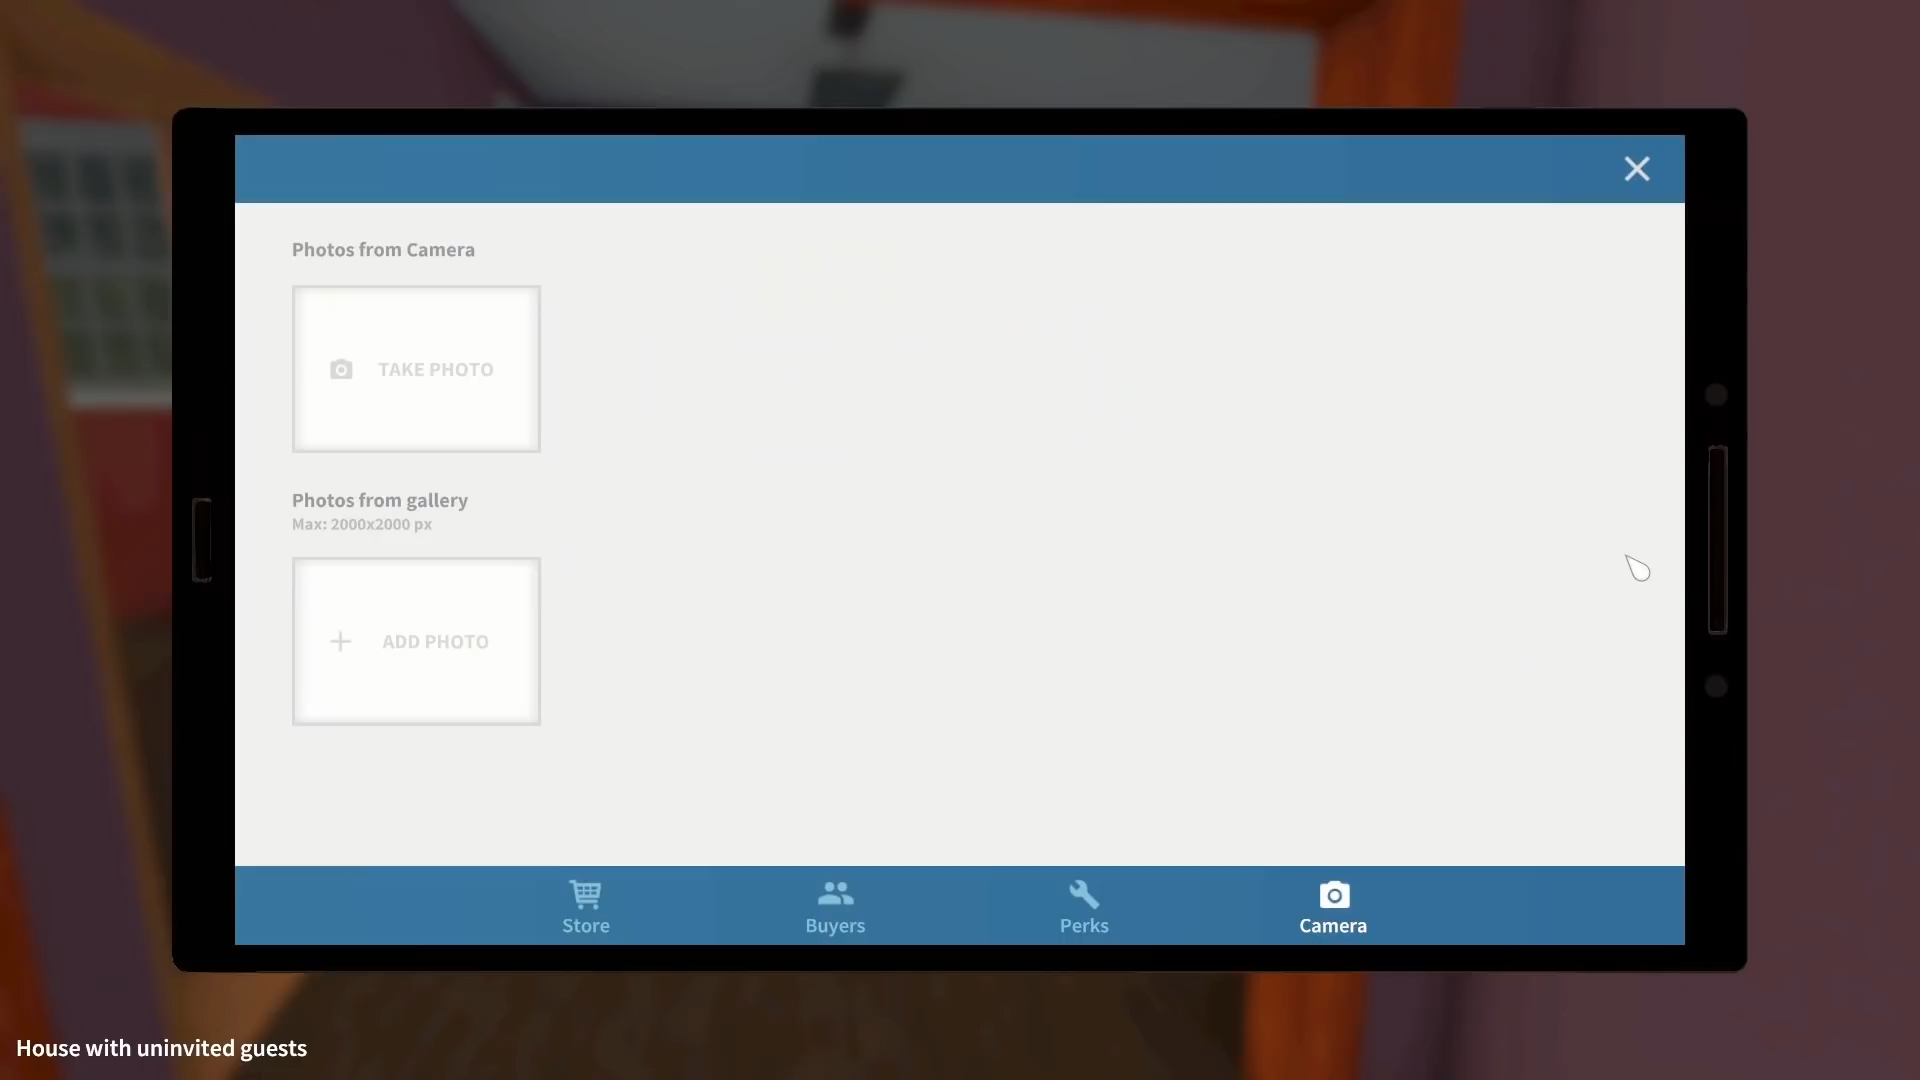 Photos from Camera
TAKE PHOTO
Photos from gallery
Max: 2000x2000 px
ADD PHOTO
Store
Buyers
Perks
Camera
House with uninvited guests